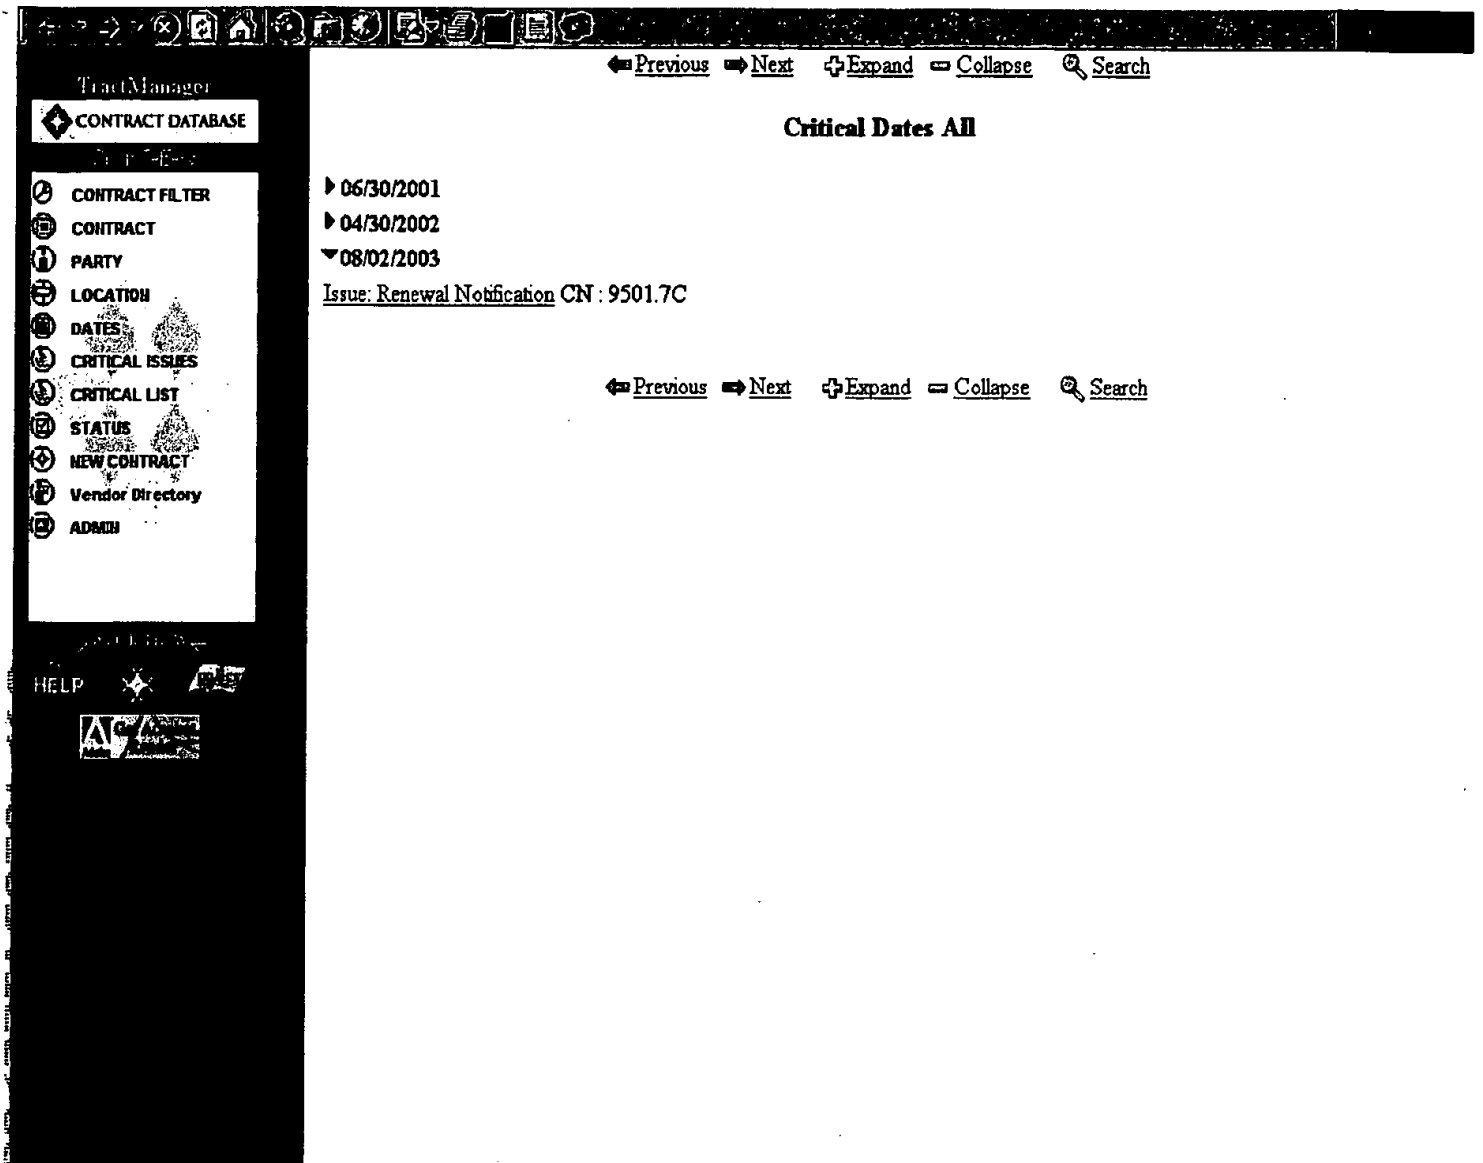 Previous Next Expand Collapse Search
TractManager
CONTRACT DATABASE
Critical Dates All
CONTRACT FILTER
CONTRACT
PARTY
LOCATION
DATES
CRITICAL ISSUES
CRITICAL LIST
STATUS
NEW CONTRACT
Vendor Directory
ADMIN
06/30/2001
04/30/2002
08/02/2003
Issue: Renewal Notification CN : 9501.7C
Previous Next Expand Collapse Search
HELP